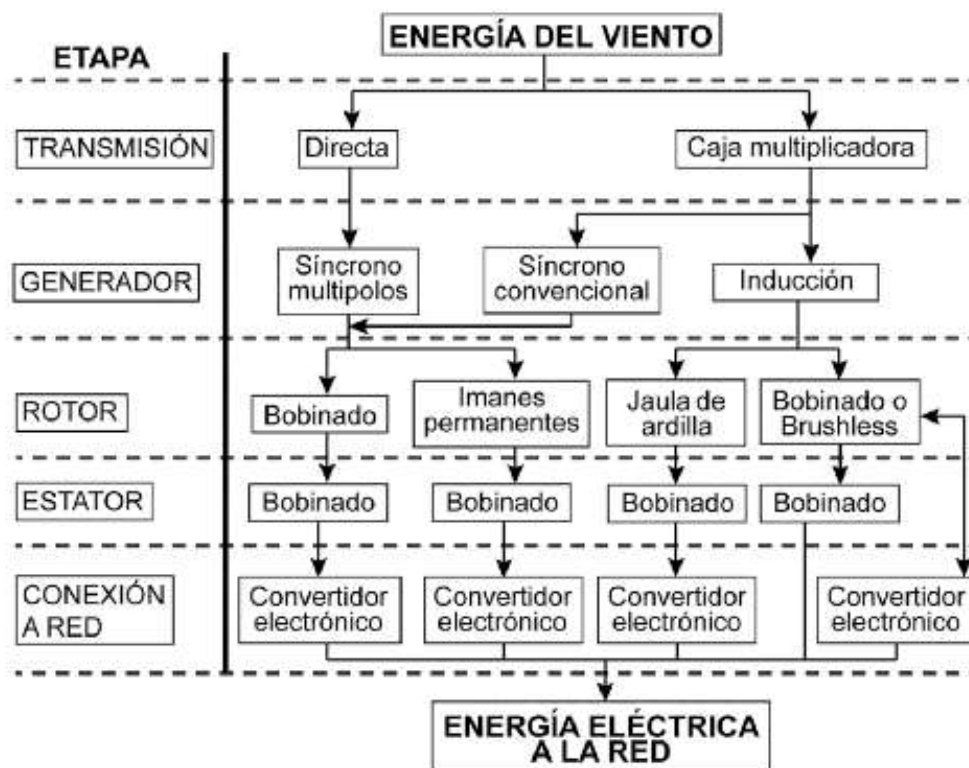 ENERGÍA DEL VIENTO
ETAPA
TRANSMISIÓN
Directa
Caja multiplicadora
GENERADOR
Síncrono
multipolos
Síncrono
convencional
Inducción
ROTOR
Bobinado
Imanes
permanentes
Jaula de
ardilla
Bobinado o
Brushless
ESTATOR
Bobinado
Bobinado
Bobinado
Bobinado
CONEXIÓN
A RED
Convertidor
electrónico
Convertidor
electrónico
Convertidor
electrónico
Convertidor
electrónico
ENERGÍA ELÉCTRICA
A LA RED